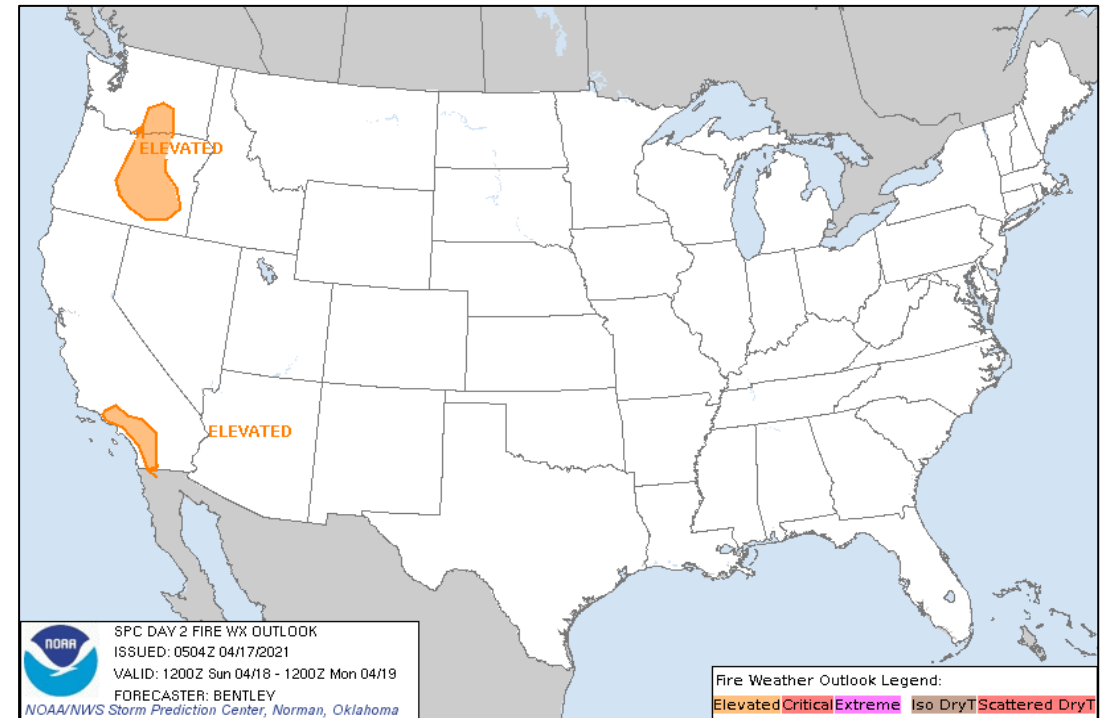 ELEVATED
ELEVATED
NOAA
SPC DAY 2 FIRE WX OUTLOOK
ISSUED: 0504Z 04/17/2021
VALID: 1200Z Sun 04/18 - 1200Z Mon 04/19
FORECASTER: BENTLEY
NOAA/NWS Storm Prediction Center, Norman, Oklahoma
Fire Weather Outlook Legend:
Elevated Critical Extreme Iso DryT Scattered DryT